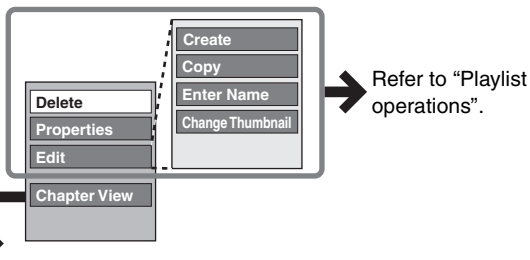 Create
Copy
Enter Name
Change Thumbnail
Delete
Properties
Edit
Chapter View
Refer to “Playlist
operations”.